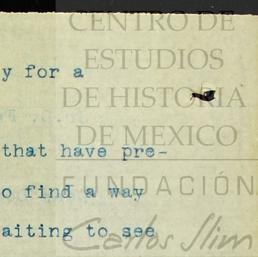 CENTRO DE
ESTUDIOS
y for a
DE HISTORIA
DE MEXICO
that have pre-
FUNDACIÓN
o find a way
Carlos Slim
aiting to see